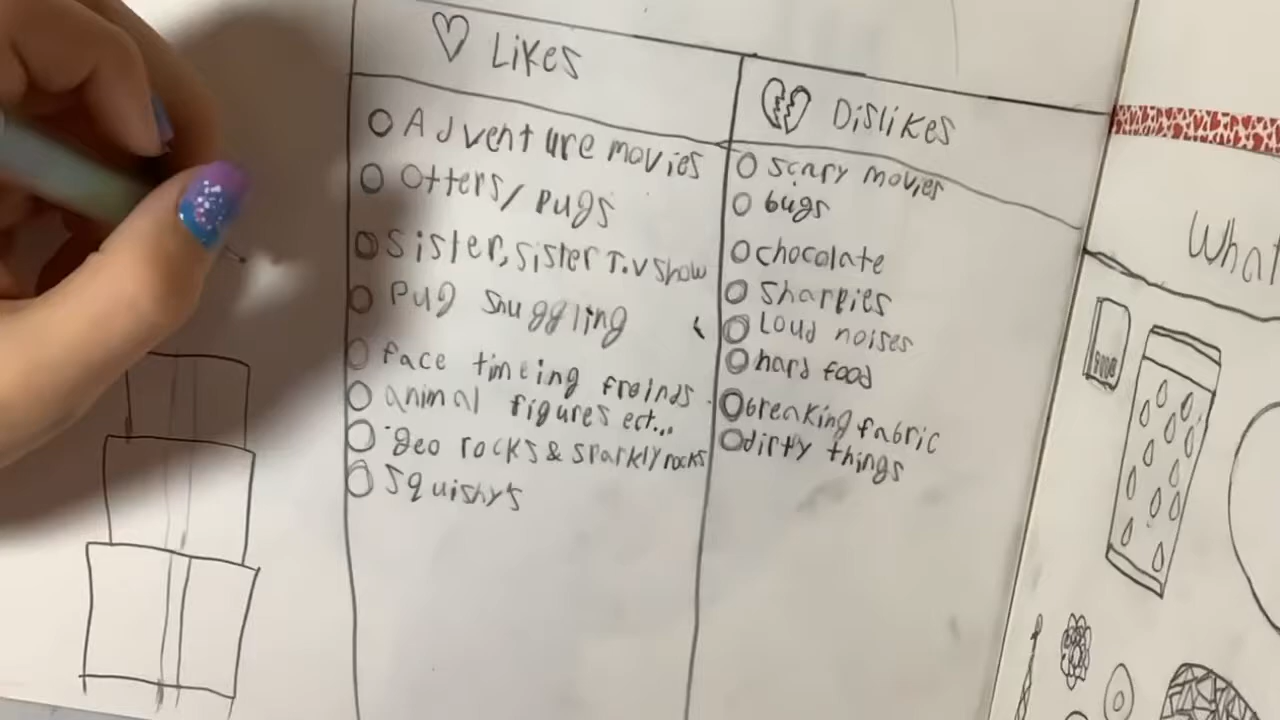 Likes
Adventure movies
Otters/ Pugs
Sister, Sister T.V Show
Pug Snuggling
face timeing freinds
animal figures ect...
geo rocks & sparkly rocks
Squishy's
Dislikes
scary movies
bugs
chocolate
Sharpies
Loud noises
hard food
breaking fabric
dirty things
What